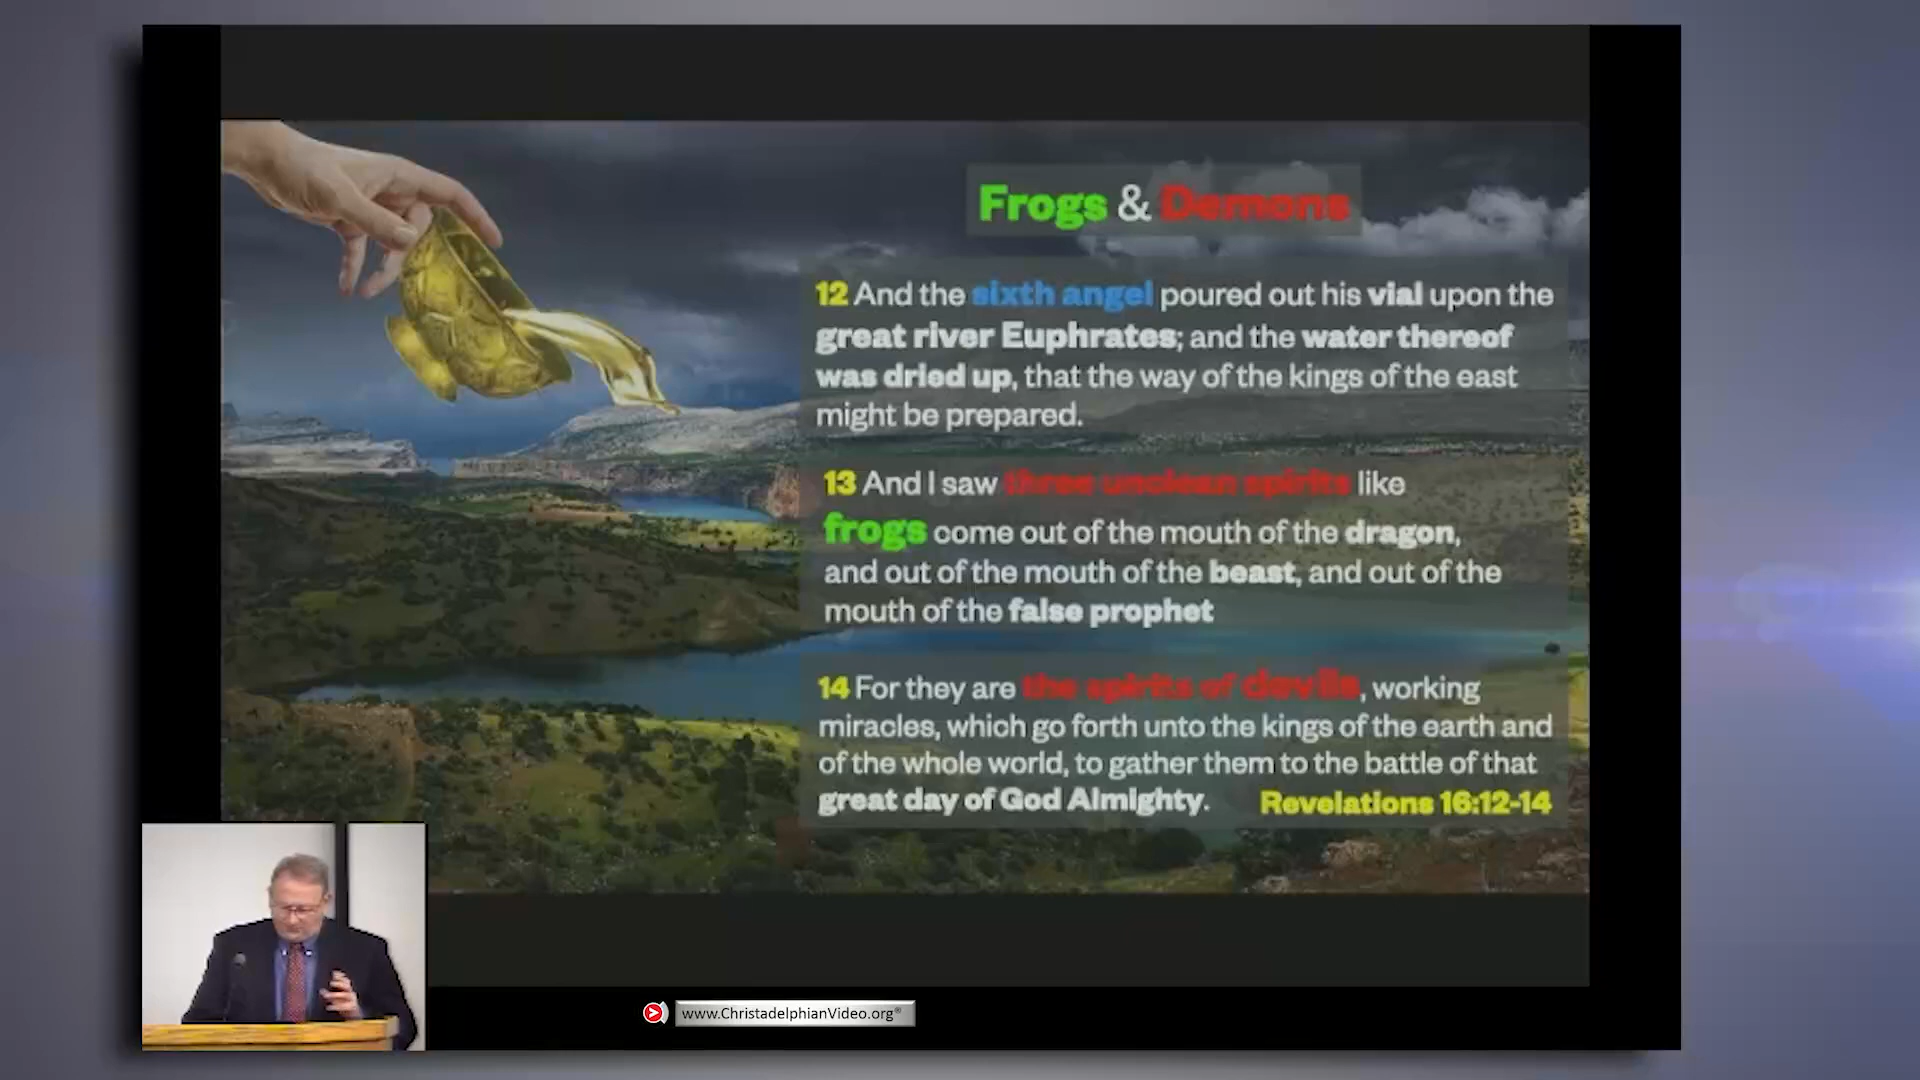 Frogs & Demons
12 And the sixth angel poured out his vial upon the
great river Euphrates; and the water thereof
was dried up, that the way of the kings of the east
might be prepared.
13 And I saw three unclean spirits like
frogs come out of the mouth of the dragon,
and out of the mouth of the beast, and out of the
mouth of the false prophet
14 For they are the spirits of devils, working
miracles, which go forth unto the kings of the earth and
of the whole world, to gather them to the battle of that
great day of God Almighty. Revelations 16:12-14
www.ChristadelphianVideo.org®